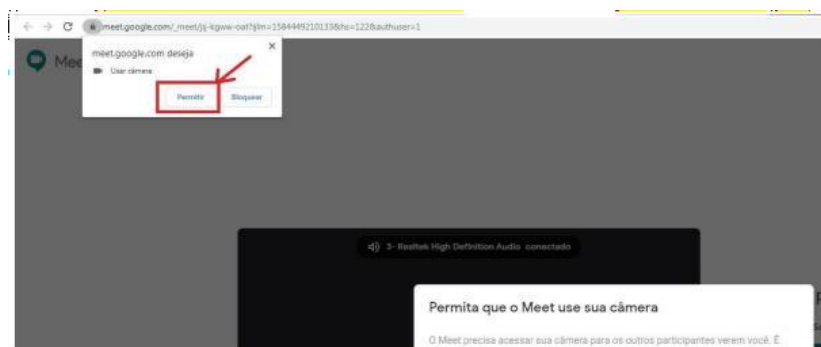 meet.google.com/_meet/jij-kgww-oat?ijlm=1584449210133&hs=122&authuser=1
Mee
meet.google.com deseja
Usar câmera
Permitir Bloquear
3- Realtek High Definition Audio conectado
Permita que o Meet use sua câmera
O Meet precisa acessar sua câmera para os outros participantes verem você. É